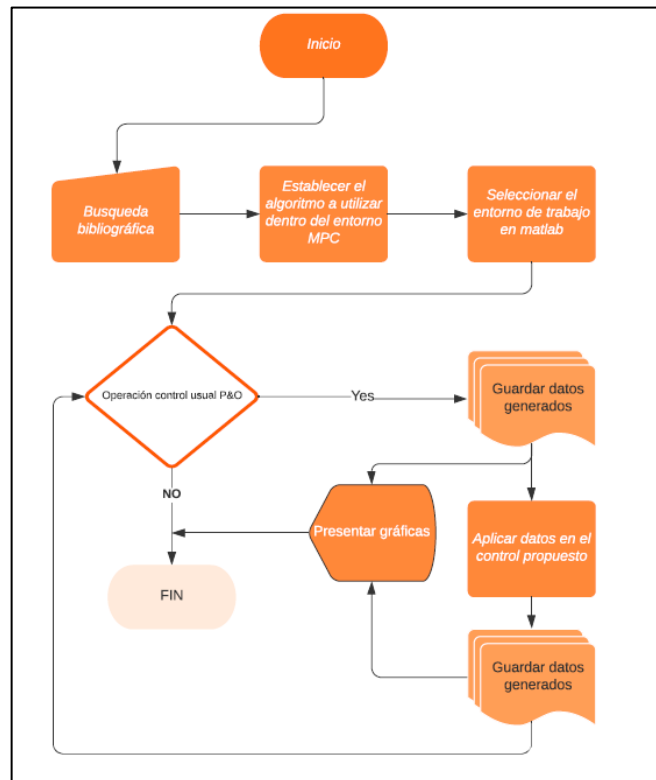 Inicio
Busqueda
bibliográfica
Establecer el
algoritmo a utilizar
dentro del entorno
MPC
Seleccionar el
entorno de trabajo
en matlab
Operación control usual P&O
Yes
Guardar datos
generados
NO
Presentar gráficas
Aplicar datos en el
control propuesto
FIN
Guardar datos
generados